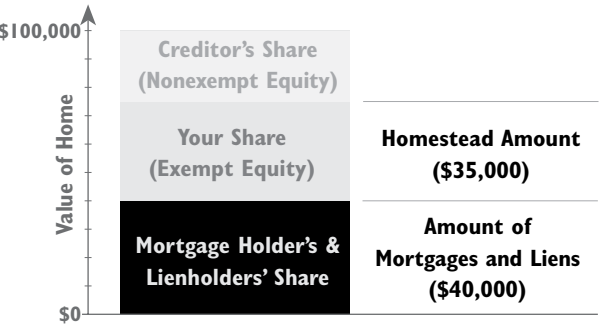 $100,000
Value of Home
$0
Creditor’s Share
(Nonexempt Equity)
Your Share
(Exempt Equity)
Mortgage Holder’s &
Lienholders’ Share
Homestead Amount
($35,000)
Amount of
Mortgages and Liens
($40,000)